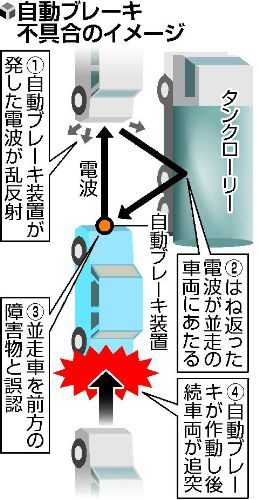 自動ブレーキ
不具合のイメージ
①自動ブレーキ装置が
発した電波が乱反射
電波
タンクローリー
自動ブレーキ装置
②はね返った
電波が並走の
車両にあたる
③並走車を前方の
障害物と誤認
④自動ブレー
キが作動し後
続車両が追突